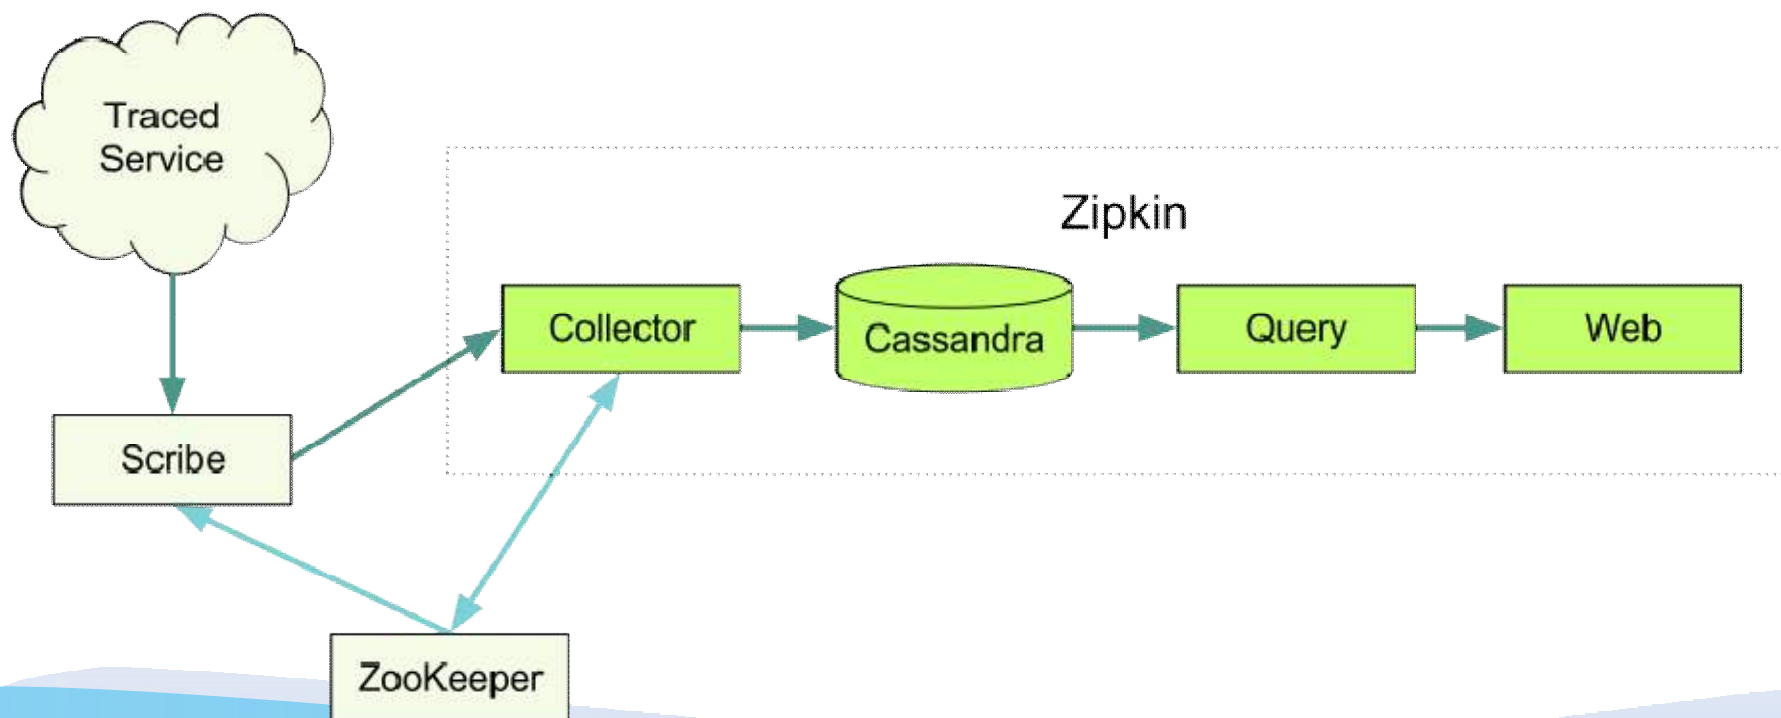 Traced
Service
Zipkin
Collector
Cassandra
Query
Web
Scribe
ZooKeeper